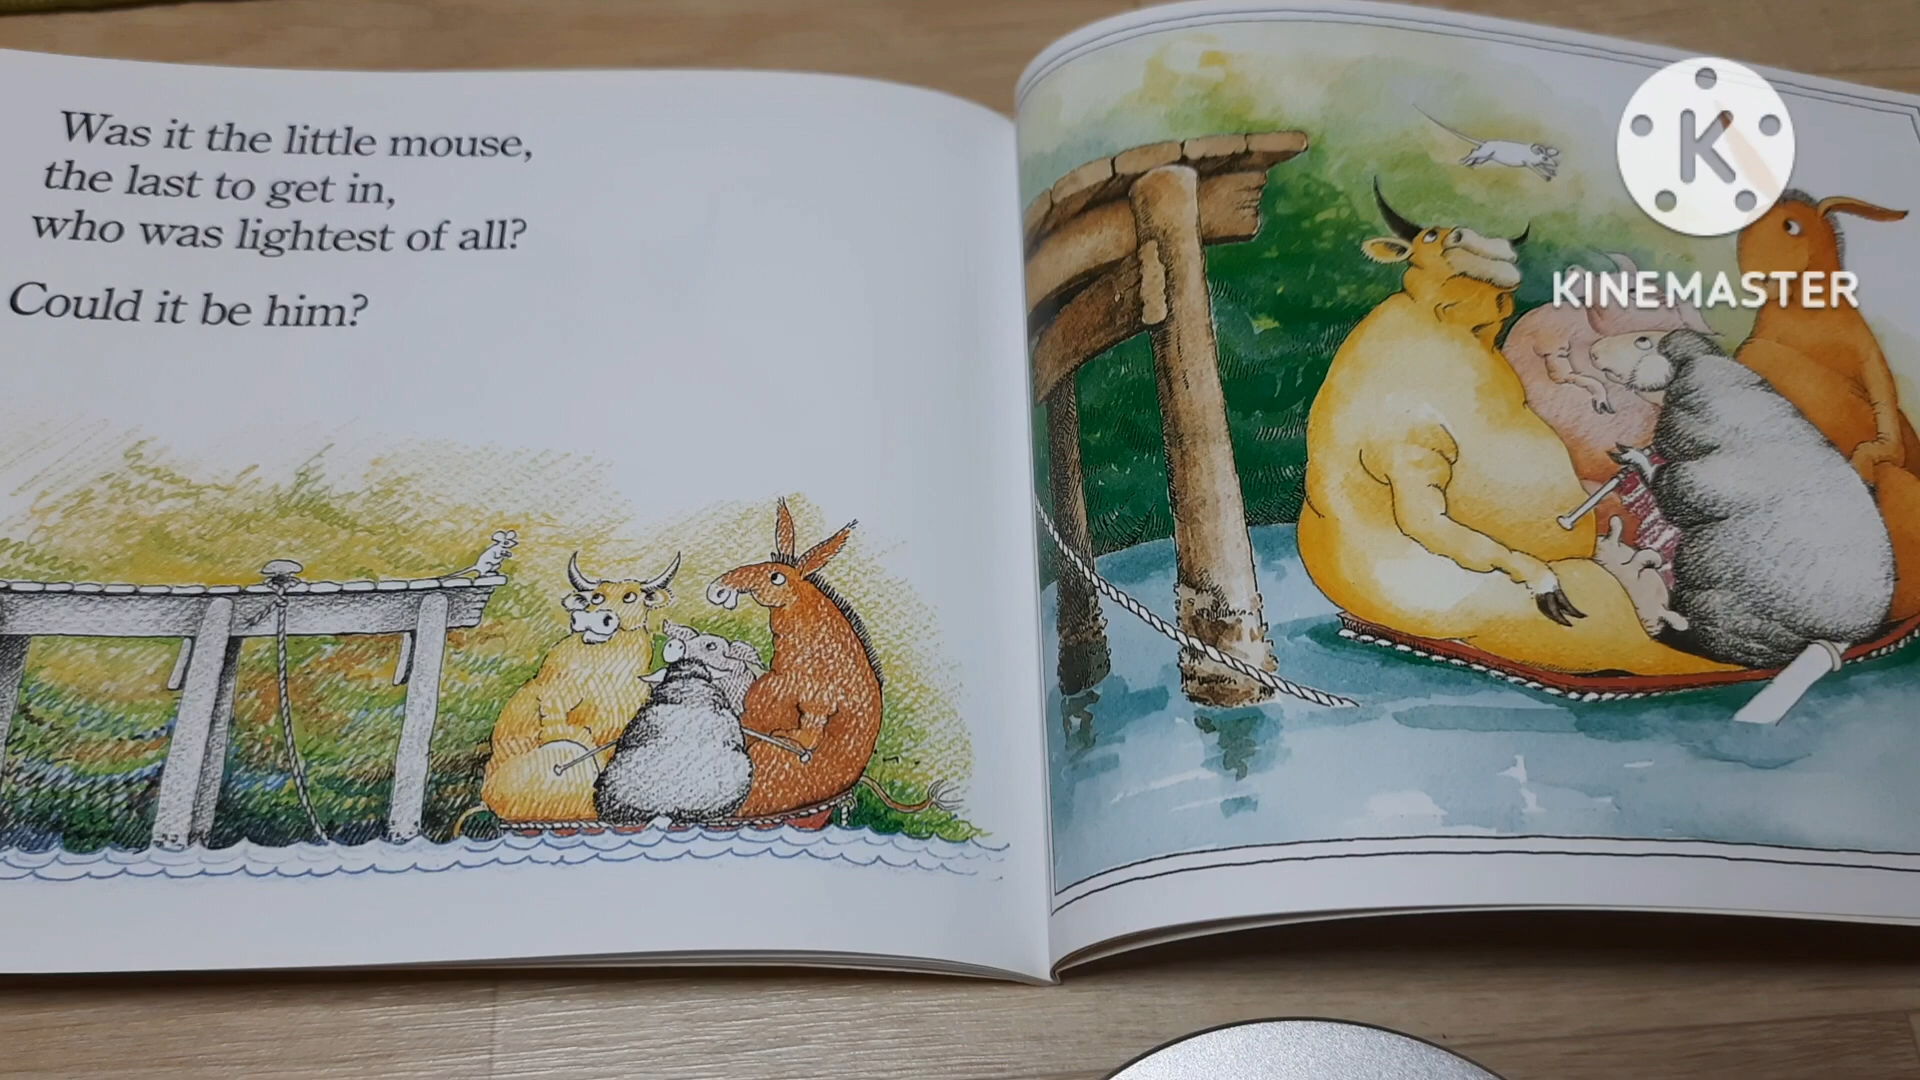 Was it the little mouse,
the last to get in,
who was lightest of all?
Could it be him?
K
KINEMASTER